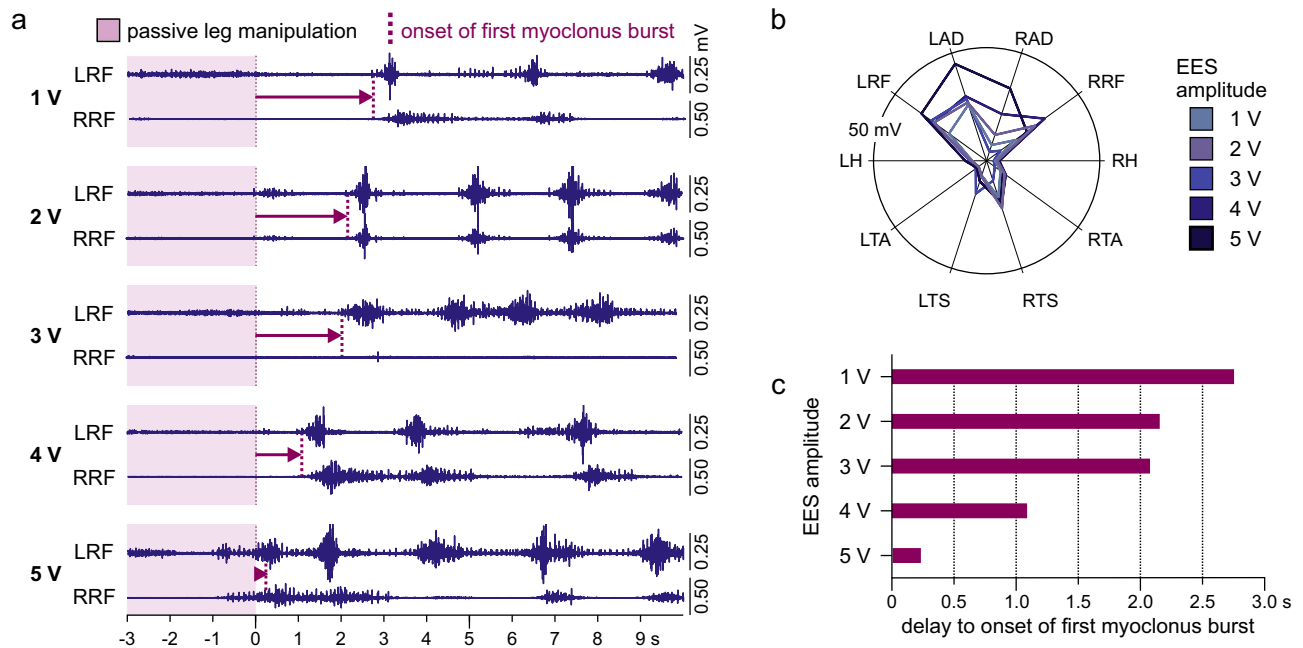 a
passive leg manipulation
onset of first myoclonus burst
1 V
LRF
RRF
0.25 mV
0.50
2 V
LRF
RRF
0.25
0.50
3 V
LRF
RRF
0.25
0.50
4 V
LRF
RRF
0.25
0.50
5 V
LRF
RRF
0.25
0.50
-3 -2 -1 0 1 2 3 4 5 6 7 8 9 s
b
LAD RAD
LRF RRF
50 mV
LH RH
LTA RTA
LTS RTS
EES
amplitude
1 V
2 V
3 V
4 V
5 V
c
EES amplitude
1 V
2 V
3 V
4 V
5 V
0 0.5 1.0 1.5 2.0 2.5 3.0 s
delay to onset of first myoclonus burst